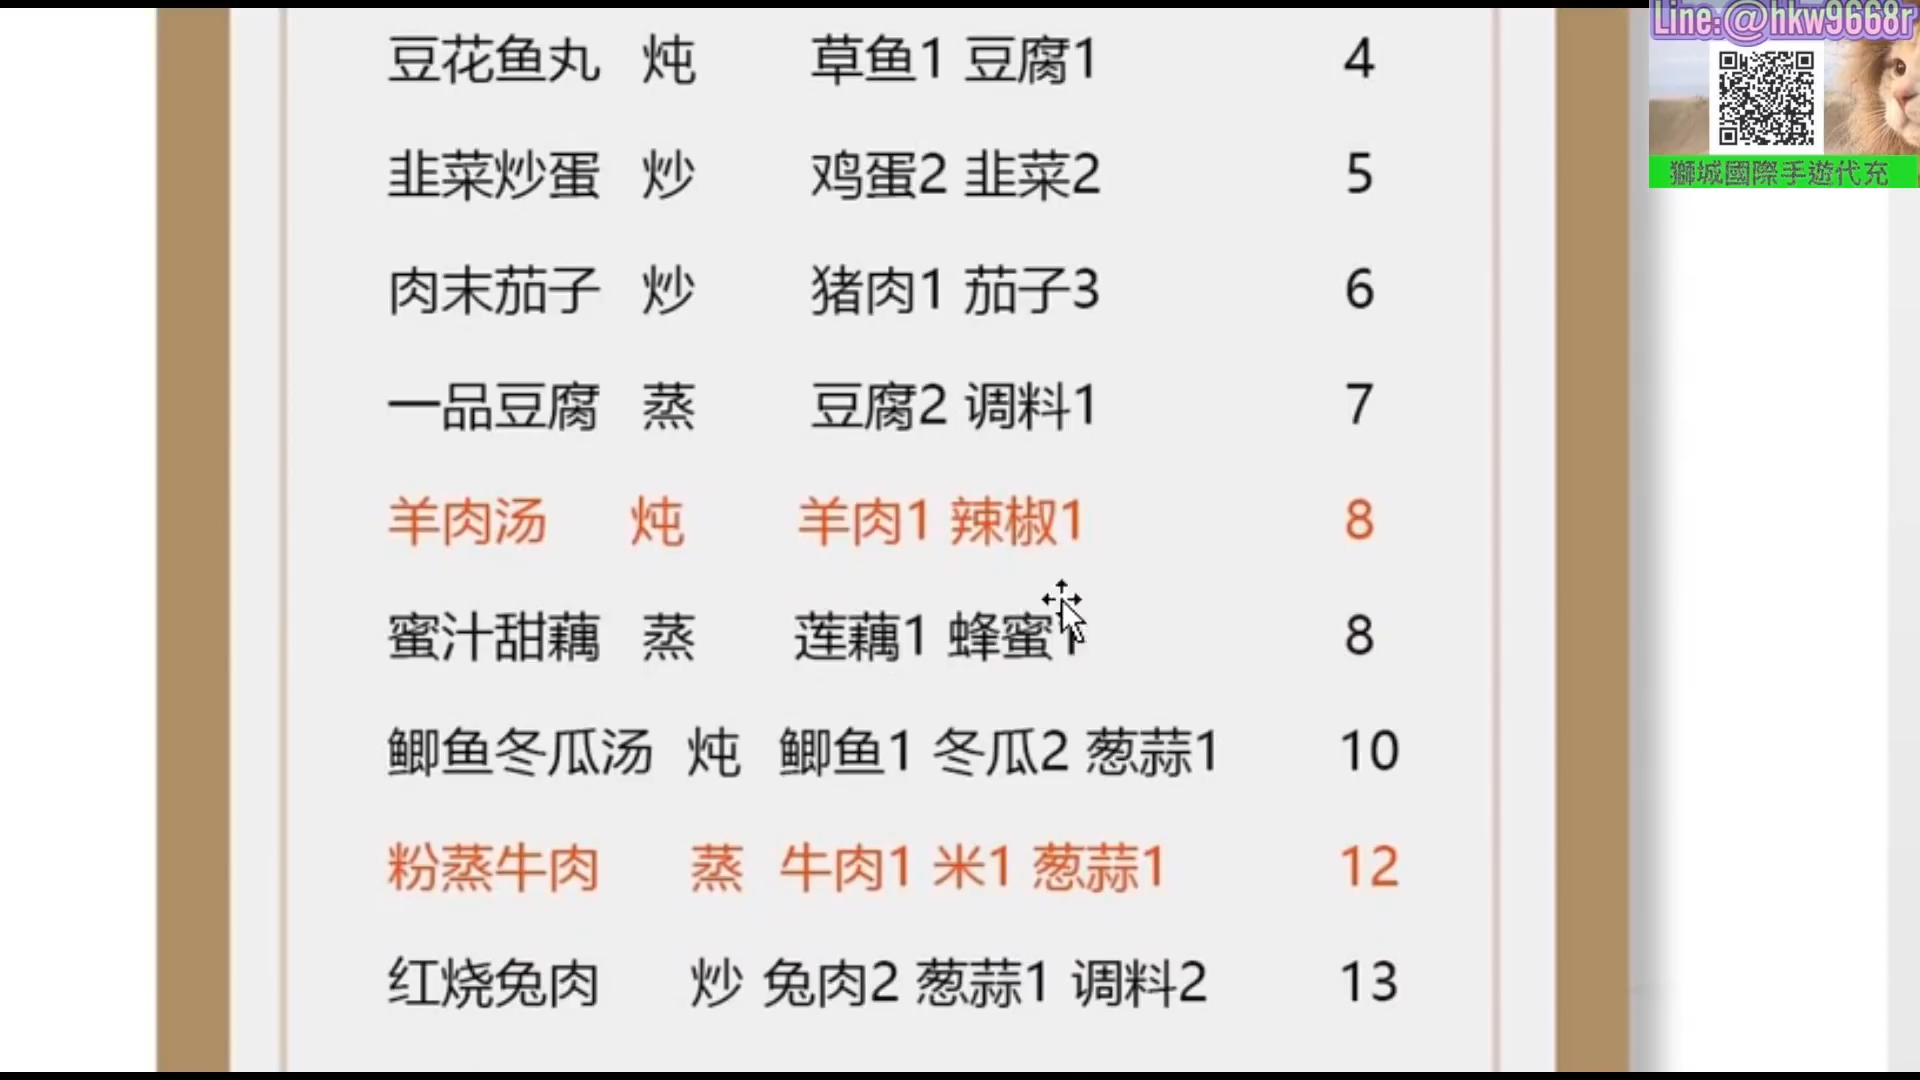 Line:@hkw9668r
獅城國際手遊代充
豆花鱼丸 炖 草鱼1 豆腐1 4
韭菜炒蛋 炒 鸡蛋2 韭菜2 5
肉末茄子 炒 猪肉1 茄子3 6
一品豆腐 蒸 豆腐2 调料1 7
羊肉汤 炖 羊肉1 辣椒1 8
蜜汁甜藕 蒸 莲藕1 蜂蜜1 8
鲫鱼冬瓜汤 炖 鲫鱼1 冬瓜2 葱蒜1 10
粉蒸牛肉 蒸 牛肉1 米1 葱蒜1 12
红烧兔肉 炒 兔肉2 葱蒜1 调料2 13